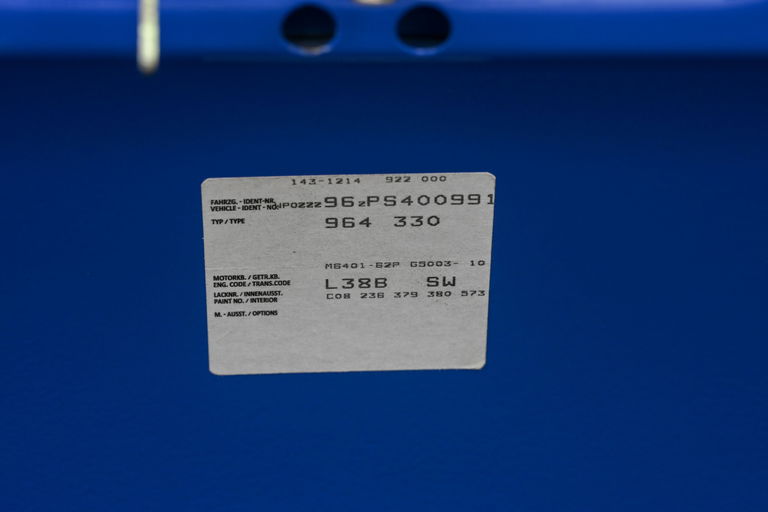 143-1214 922 000
FAHRZG. - IDENT-NR.
VEHICLE - IDENT - NO. WP0ZZZ96zPS400991
TYP / TYPE 964 330
MOTORKB. / GETR.KB. M6401-62P G5003- 10
ENG. CODE / TRANS.CODE
LACKNR. / INNENAUSST. L38B SW
PAINT NO. / INTERIOR C08 236 379 380 573
M. - AUSST. / OPTIONS